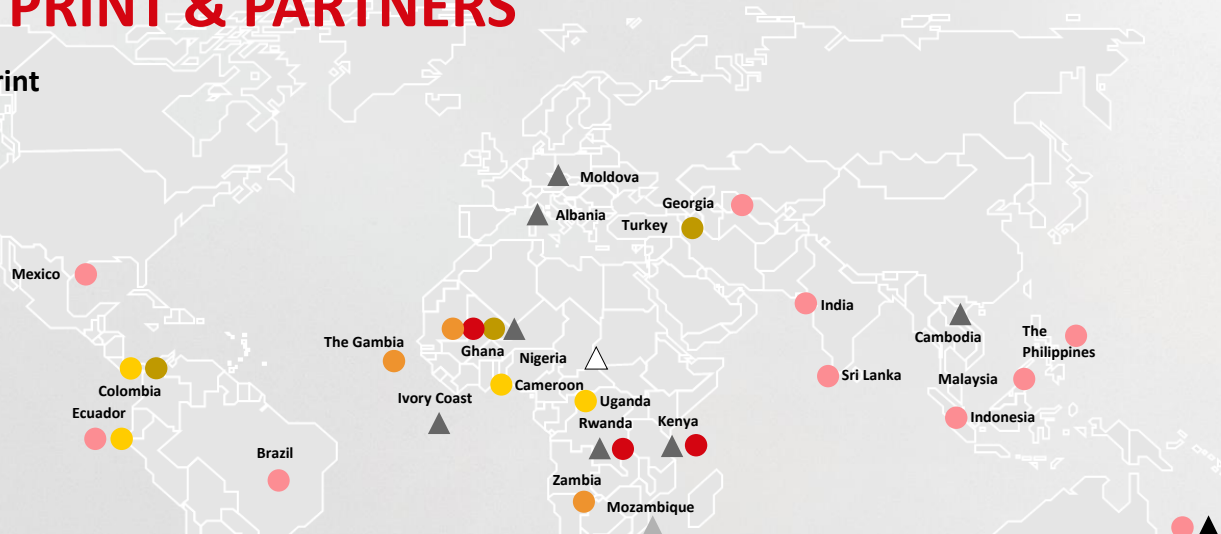 PRINT & PARTNERS
rint
Moldova
Georgia
Albania
Turkey
Mexico
India
The Gambia
Ghana
Nigeria
Cambodia
The
Philippines
Colombia
Cameroon
Sri Lanka
Malaysia
Ivory Coast
Uganda
Ecuador
Rwanda
Kenya
Indonesia
Brazil
Zambia
Mozambique